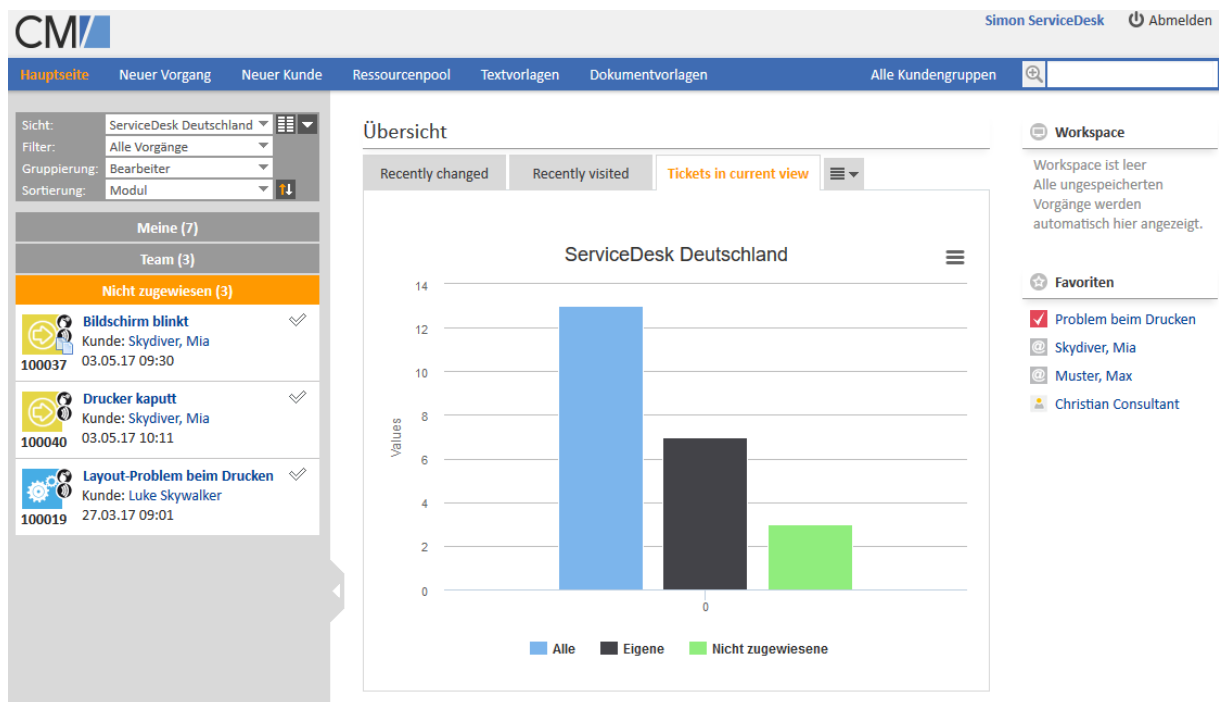 CM/
Simon ServiceDesk Abmelden
Hauptseite Neuer Vorgang Neuer Kunde Ressourcenpool Textvorlagen Dokumentvorlagen Alle Kundengruppen
Sicht: ServiceDesk Deutschland
Filter: Alle Vorgänge
Gruppierung: Bearbeiter
Sortierung: Modul
Meine (7)
Team (3)
Nicht zugewiesen (3)
Bildschirm blinkt
Kunde: Skydiver, Mia
100037 03.05.17 09:30
Drucker kaputt
Kunde: Skydiver, Mia
100040 03.05.17 10:11
Layout-Problem beim Drucken
Kunde: Luke Skywalker
100019 27.03.17 09:01
Übersicht
Recently changed Recently visited Tickets in current view
ServiceDesk Deutschland
14
12
10
8
6
4
2
0
Values
0
Alle Eigene Nicht zugewiesene
Workspace
Workspace ist leer
Alle ungespeicherten
Vorgänge werden
automatisch hier angezeigt.
Favoriten
Problem beim Drucken
@ Skydiver, Mia
@ Muster, Max
Christian Consultant